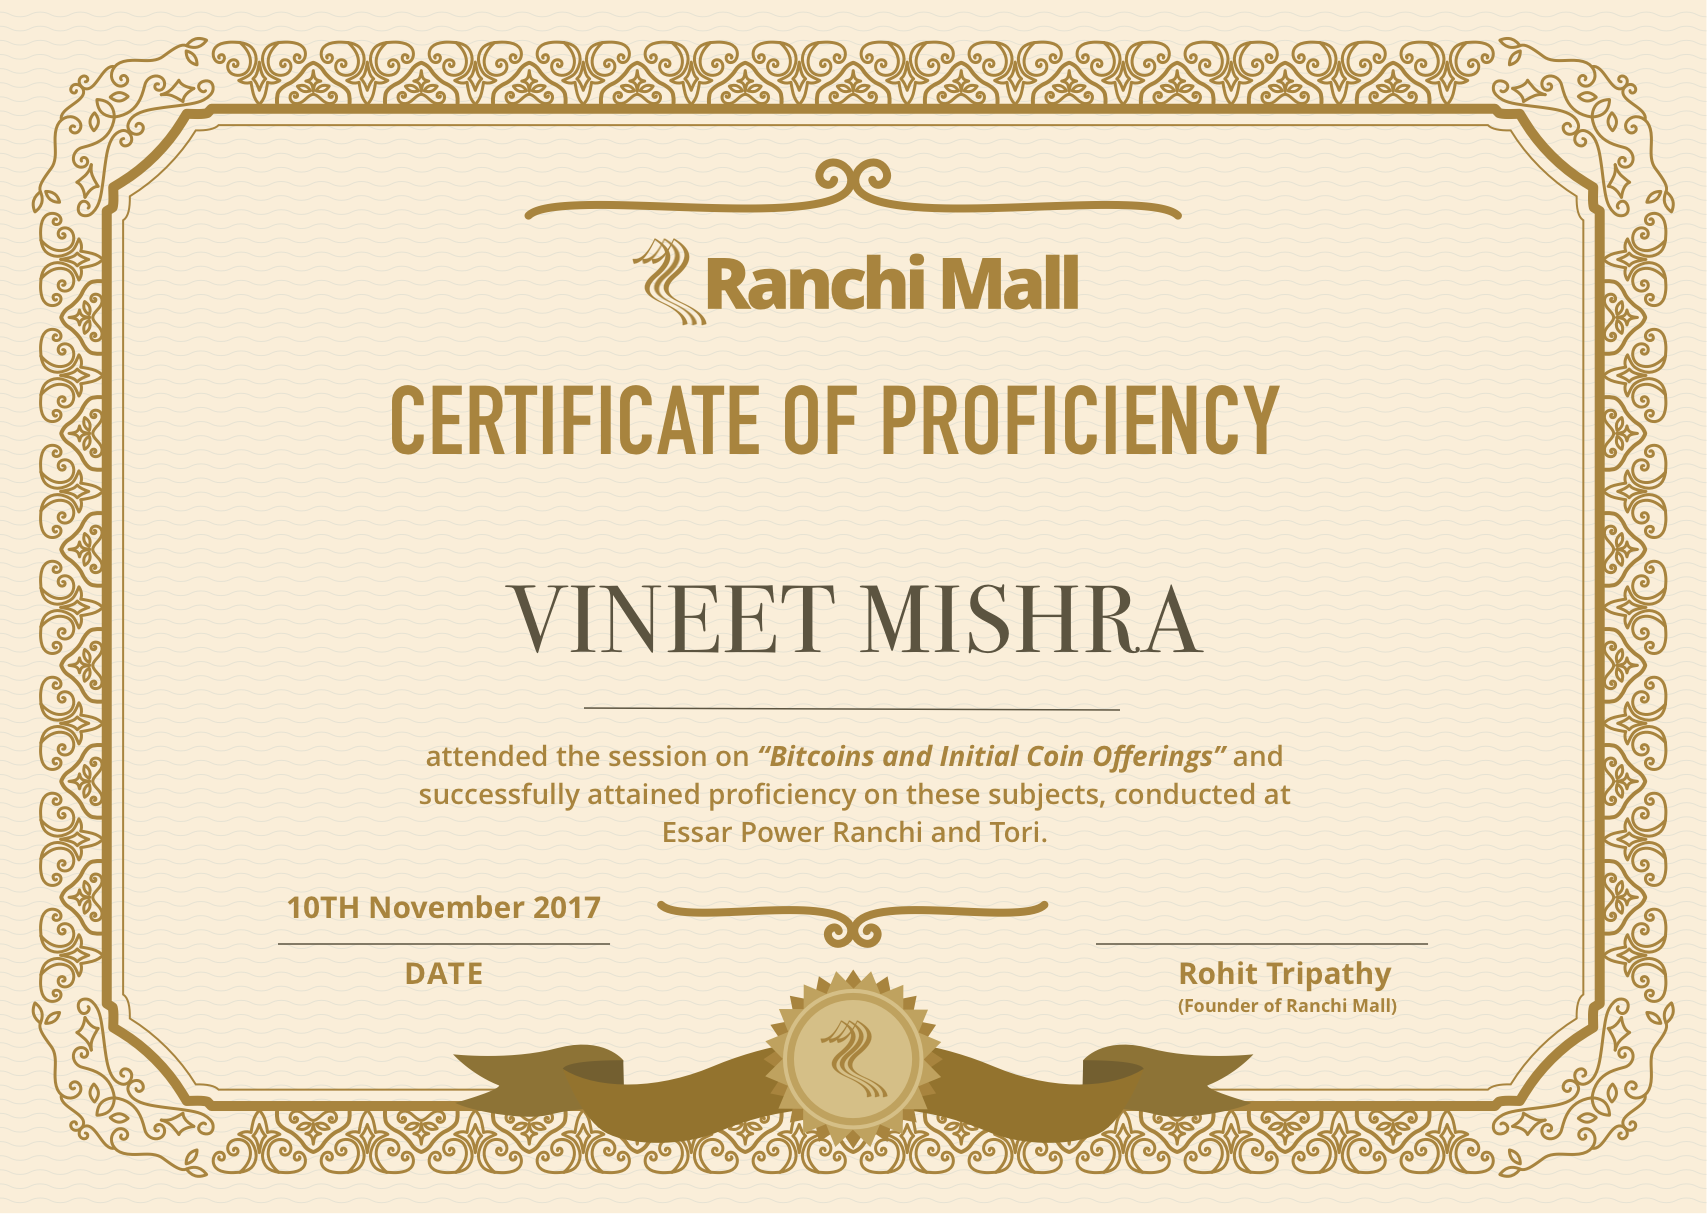 Ranchi Mall
CERTIFICATE OF PROFICIENCY
VINEET MISHRA
attended the session on “Bitcoins and Initial Coin Offerings” and
successfully attained proficiency on these subjects, conducted at
Essar Power Ranchi and Tori.
10TH November 2017
DATE
Rohit Tripathy
(Founder of Ranchi Mall)